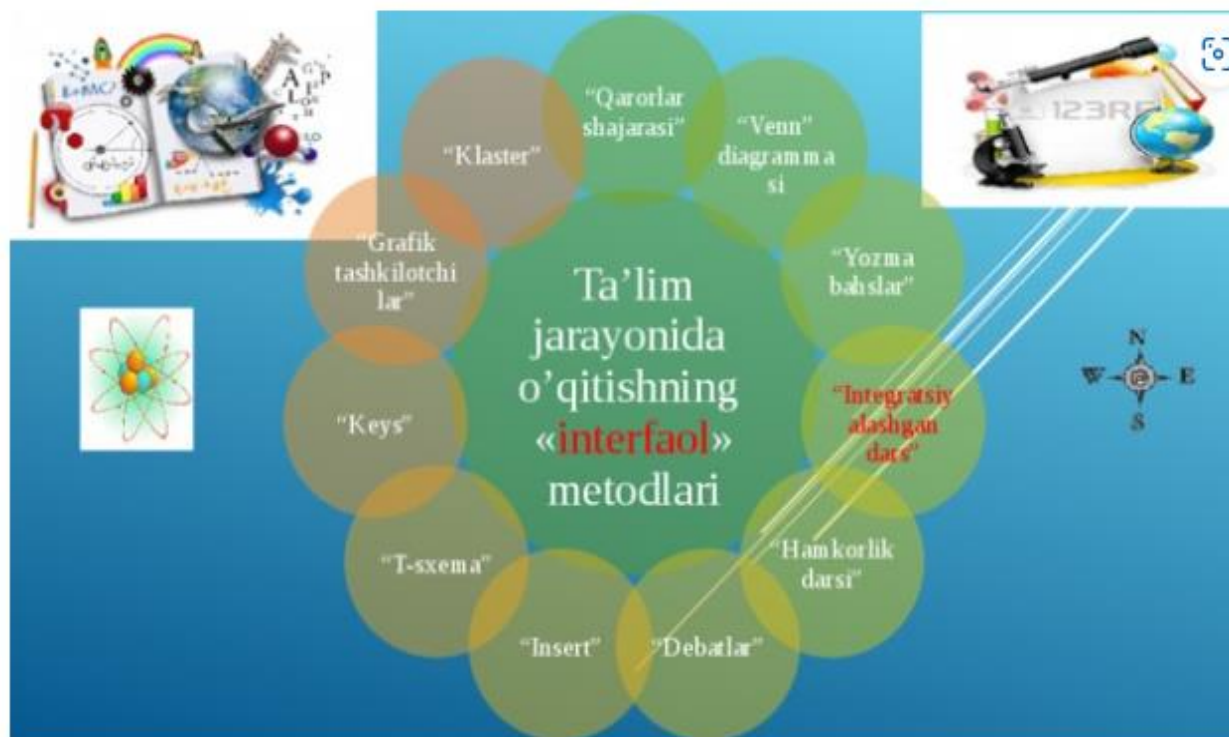 “Qarorlar
shajarasi”
“Venn”
diagramma
si
“Yozma
bahslar”
“Integratsiy
alashgan
dars”
“Hamkorlik
darsi”
“Debatlar”
“Insert”
“T-sxema”
“Keys”
“Grafik
tashkilotchi
lar”
“Klaster”
Ta’lim
jarayonida
o’qitishning
«interfaol»
metodlari
123RF
N
W E
S